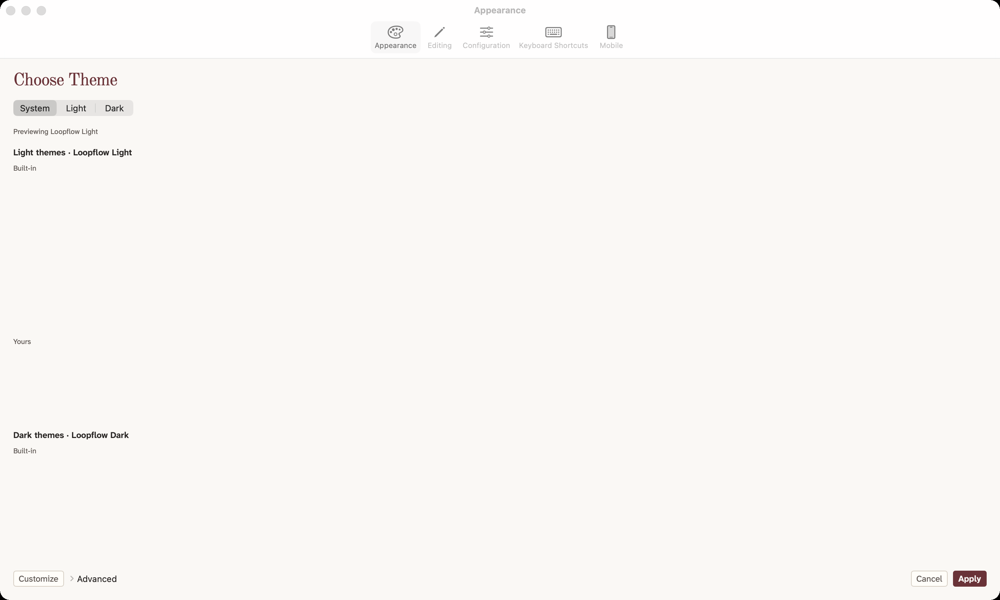 Appearance
Appearance
Editing
Configuration
Keyboard Shortcuts
Mobile
Choose Theme
System
Light
Dark
Previewing Loopflow Light
Light themes · Loopflow Light
Built-in
Yours
Dark themes · Loopflow Dark
Built-in
Customize
Advanced
Cancel
Apply